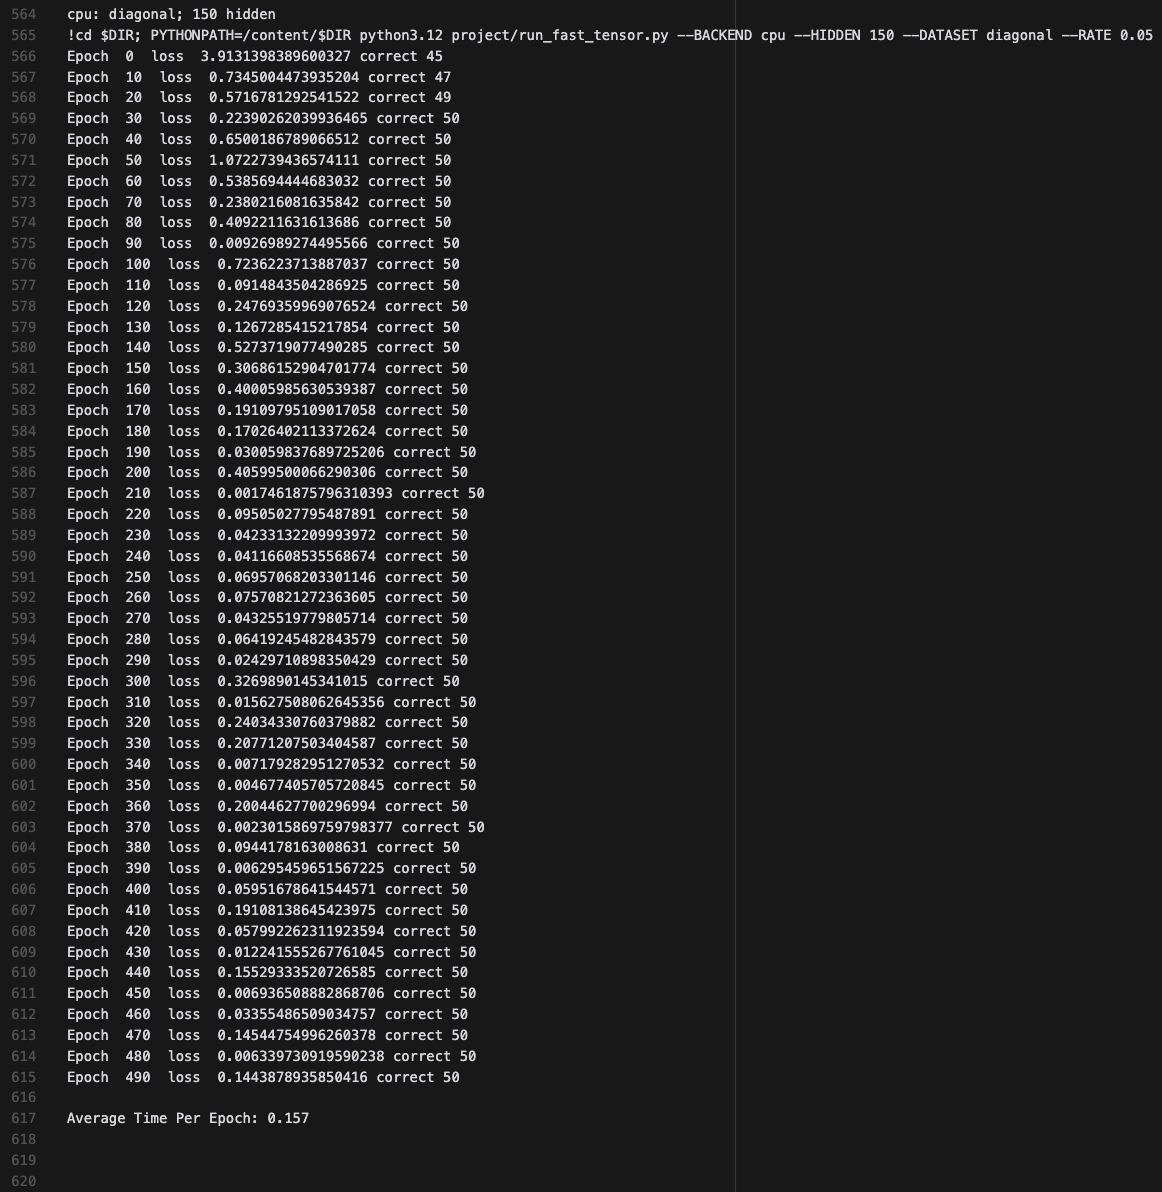 564 cpu: diagonal; 150 hidden
565 !cd $DIR; PYTHONPATH=/content/$DIR python3.12 project/run_fast_tensor.py --BACKEND cpu --HIDDEN 150 --DATASET diagonal --RATE 0.05
566 Epoch  0  loss  3.9131398389600327 correct 45
567 Epoch  10  loss  0.7345004473935204 correct 47
568 Epoch  20  loss  0.5716781292541522 correct 49
569 Epoch  30  loss  0.22390262039936465 correct 50
570 Epoch  40  loss  0.6500186789066512 correct 50
571 Epoch  50  loss  1.0722739436574111 correct 50
572 Epoch  60  loss  0.5385694444683032 correct 50
573 Epoch  70  loss  0.2380216081635842 correct 50
574 Epoch  80  loss  0.4092211631613686 correct 50
575 Epoch  90  loss  0.00926989274495566 correct 50
576 Epoch  100  loss  0.7236223713887037 correct 50
577 Epoch  110  loss  0.0914843504286925 correct 50
578 Epoch  120  loss  0.24769359969076524 correct 50
579 Epoch  130  loss  0.1267285415217854 correct 50
580 Epoch  140  loss  0.5273719077490285 correct 50
581 Epoch  150  loss  0.30686152904701774 correct 50
582 Epoch  160  loss  0.40005985630539387 correct 50
583 Epoch  170  loss  0.19109795109017058 correct 50
584 Epoch  180  loss  0.17026402113372624 correct 50
585 Epoch  190  loss  0.030059837689725206 correct 50
586 Epoch  200  loss  0.40599500066290306 correct 50
587 Epoch  210  loss  0.0017461875796310393 correct 50
588 Epoch  220  loss  0.09505027795487891 correct 50
589 Epoch  230  loss  0.04233132209993972 correct 50
590 Epoch  240  loss  0.04116608535568674 correct 50
591 Epoch  250  loss  0.06957068203301146 correct 50
592 Epoch  260  loss  0.07570821272363605 correct 50
593 Epoch  270  loss  0.04325519779805714 correct 50
594 Epoch  280  loss  0.06419245482843579 correct 50
595 Epoch  290  loss  0.02429710898350429 correct 50
596 Epoch  300  loss  0.3269890145341015 correct 50
597 Epoch  310  loss  0.015627508062645356 correct 50
598 Epoch  320  loss  0.24034330760379882 correct 50
599 Epoch  330  loss  0.20771207503404587 correct 50
600 Epoch  340  loss  0.007179282951270532 correct 50
601 Epoch  350  loss  0.004677405705720845 correct 50
602 Epoch  360  loss  0.20044627700296994 correct 50
603 Epoch  370  loss  0.0023015869759798377 correct 50
604 Epoch  380  loss  0.0944178163008631 correct 50
605 Epoch  390  loss  0.006295459651567225 correct 50
606 Epoch  400  loss  0.05951678641544571 correct 50
607 Epoch  410  loss  0.19108138645423975 correct 50
608 Epoch  420  loss  0.057992262311923594 correct 50
609 Epoch  430  loss  0.012241555267761045 correct 50
610 Epoch  440  loss  0.15529333520726585 correct 50
611 Epoch  450  loss  0.006936508882868706 correct 50
612 Epoch  460  loss  0.03355486509034757 correct 50
613 Epoch  470  loss  0.14544754996260378 correct 50
614 Epoch  480  loss  0.006339730919590238 correct 50
615 Epoch  490  loss  0.1443878935850416 correct 50
616
617 Average Time Per Epoch: 0.157
618
619
620